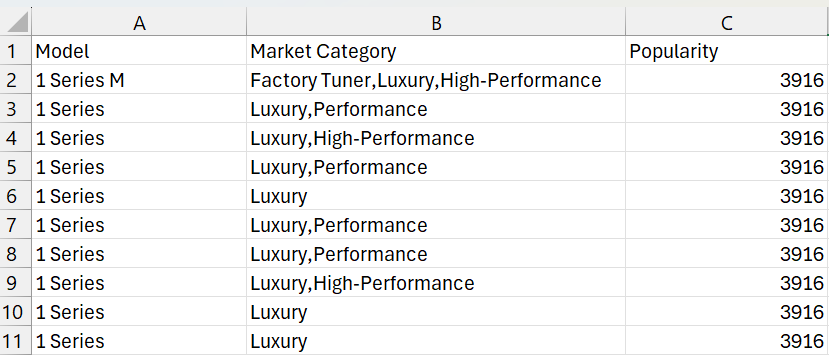 A B C
1 Model Market Category Popularity
2 1 Series M Factory Tuner,Luxury,High-Performance 3916
3 1 Series Luxury,Performance 3916
4 1 Series Luxury,High-Performance 3916
5 1 Series Luxury,Performance 3916
6 1 Series Luxury 3916
7 1 Series Luxury,Performance 3916
8 1 Series Luxury,Performance 3916
9 1 Series Luxury,High-Performance 3916
10 1 Series Luxury 3916
11 1 Series Luxury 3916